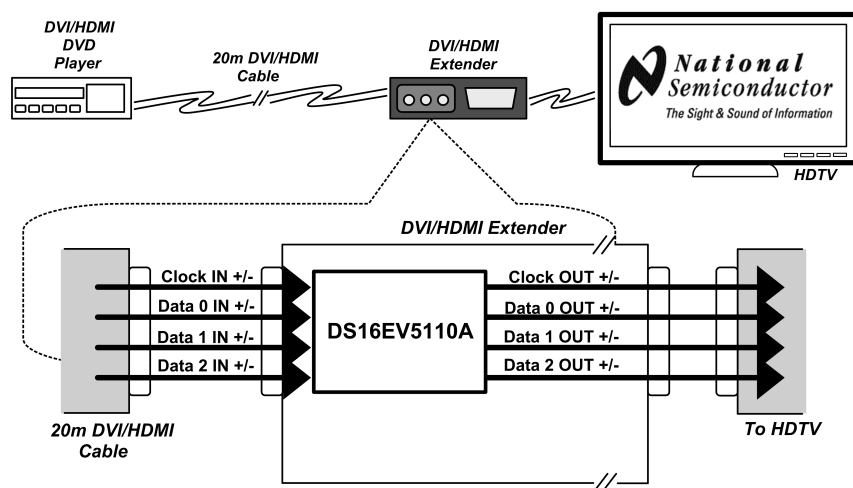 DVI/HDMI
DVD
Player
20m DVI/HDMI
Cable
DVI/HDMI
Extender
National
Semiconductor
The Sight & Sound of Information
HDTV
DVI/HDMI Extender
Clock IN +/-
Data 0 IN +/-
Data 1 IN +/-
Data 2 IN +/-
DS16EV5110A
Clock OUT +/-
Data 0 OUT +/-
Data 1 OUT +/-
Data 2 OUT +/-
20m DVI/HDMI
Cable
To HDTV